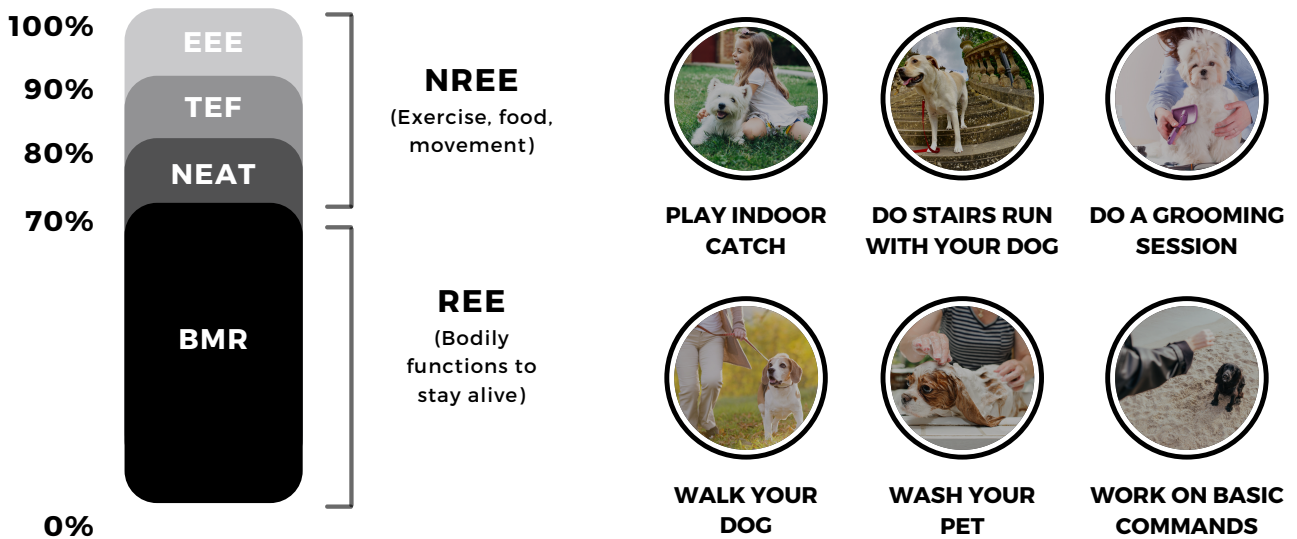 100%
90%
80%
70%
0%
EEE
TEF
NEAT
BMR
NREE
(Exercise, food,
movement)
REE
(Bodily
functions to
stay alive)
PLAY INDOOR
CATCH
DO STAIRS RUN
WITH YOUR DOG
DO A GROOMING
SESSION
WALK YOUR
DOG
WASH YOUR
PET
WORK ON BASIC
COMMANDS